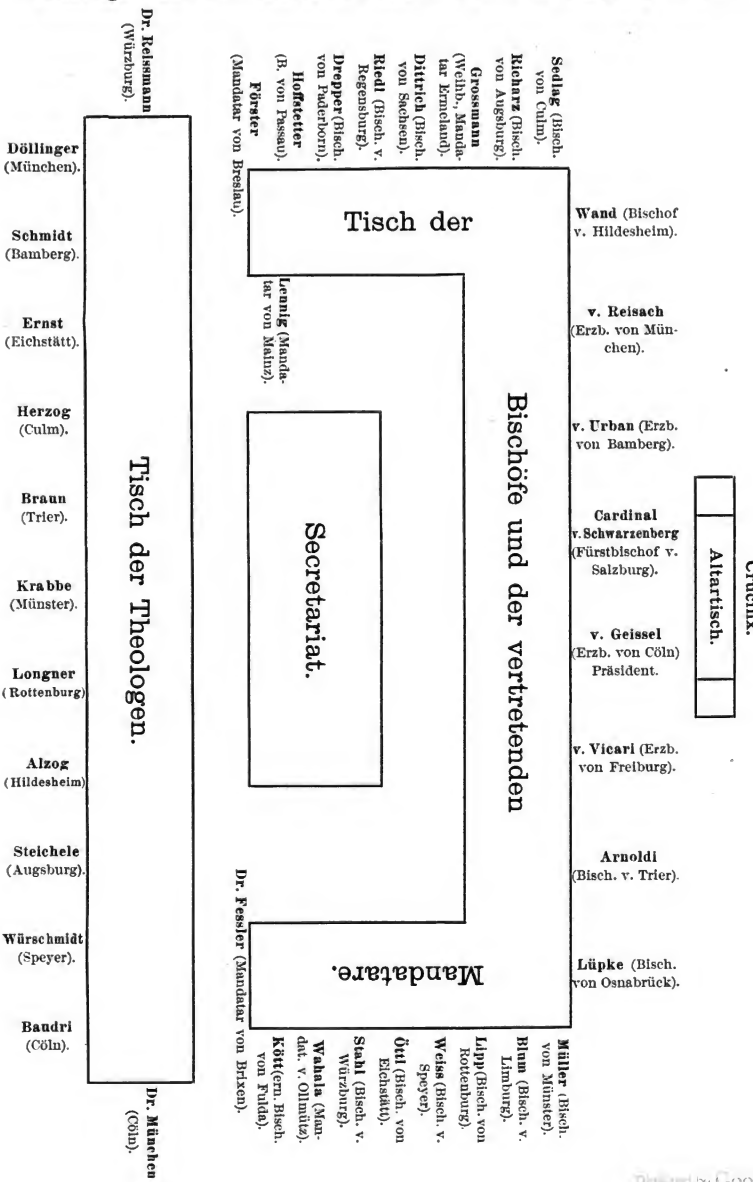 Dr. Reissmann
(Würzburg).
Döllinger
(München).
Schmidt
(Bamberg).
Ernst
(Eichstätt).
Herzog
(Culm).
Braun
(Trier).
Krabbe
(Münster).
Longner
(Rottenburg)
Alzog
(Hildesheim)
Steichele
(Augsburg).
Würschmidt
(Speyer).
Baudri
(Cöln).
Dr. München
(Cöln).
Tisch der Theologen.
Sedlag (Bisch.
von Culm).
Richarz (Bisch.
von Augsburg).
Grossmann
(Weihb., Manda-
tar Ermeland).
Dittrich (Bisch.
von Sachsen).
Riedl (Bisch. v.
Regensburg).
Drepper (Bisch.
von Paderborn).
Hoffstetter
(B. von Passau).
Förster
(Mandatar von Breslau).
Lennig (Manda-
tar von Mainz).
Tisch der
Bischöfe und der vertretenden
Mandatare.
Secretariat.
Wand (Bischof
v. Hildesheim).
v. Reisach
(Erzb. von Mün-
chen).
v. Urban (Erzb.
von Bamberg).
Cardinal
v. Schwarzenberg
(Fürstbischof v.
Salzburg).
v. Geissel
(Erzb. von Cöln)
Präsident.
v. Vicari (Erzb.
von Freiburg).
Arnoldi
(Bisch. v. Trier).
Lüpke (Bisch.
von Osnabrück).
Crucifix.
Altartisch.
Müller (Bisch.
von Münster).
Blum (Bisch. v.
Limburg).
Lipp (Bisch. von
Rottenburg).
Weiss (Bisch. v.
Speyer).
Öttl (Bisch. von
Eichstätt).
Stahl (Bisch. v.
Würzburg).
Wahala (Man-
dat. v. Ollmütz).
Kött (ern. Bisch.
von Fulda).
Dr. Fessler (Mandatar von Brixen).